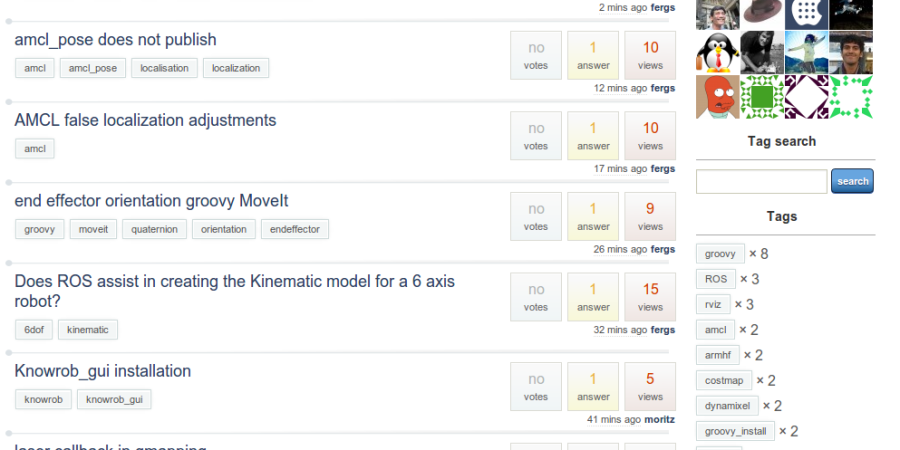 2 mins ago fergs
amcl_pose does not publish
amcl amcl_pose localisation localization
no votes 1 answer 10 views
12 mins ago fergs
AMCL false localization adjustments
amcl
no votes 1 answer 10 views
17 mins ago fergs
end effector orientation groovy MoveIt
groovy moveit quaternion orientation endeffector
no votes 1 answer 9 views
26 mins ago fergs
Does ROS assist in creating the Kinematic model for a 6 axis
robot?
6dof kinematic
no votes 1 answer 15 views
32 mins ago fergs
Knowrob_gui installation
knowrob knowrob_gui
no votes 1 answer 5 views
41 mins ago moritz
Tag search
search
Tags
groovy × 8
ROS × 3
rviz × 3
amcl × 2
armhf × 2
costmap × 2
dynamixel × 2
groovy_install × 2